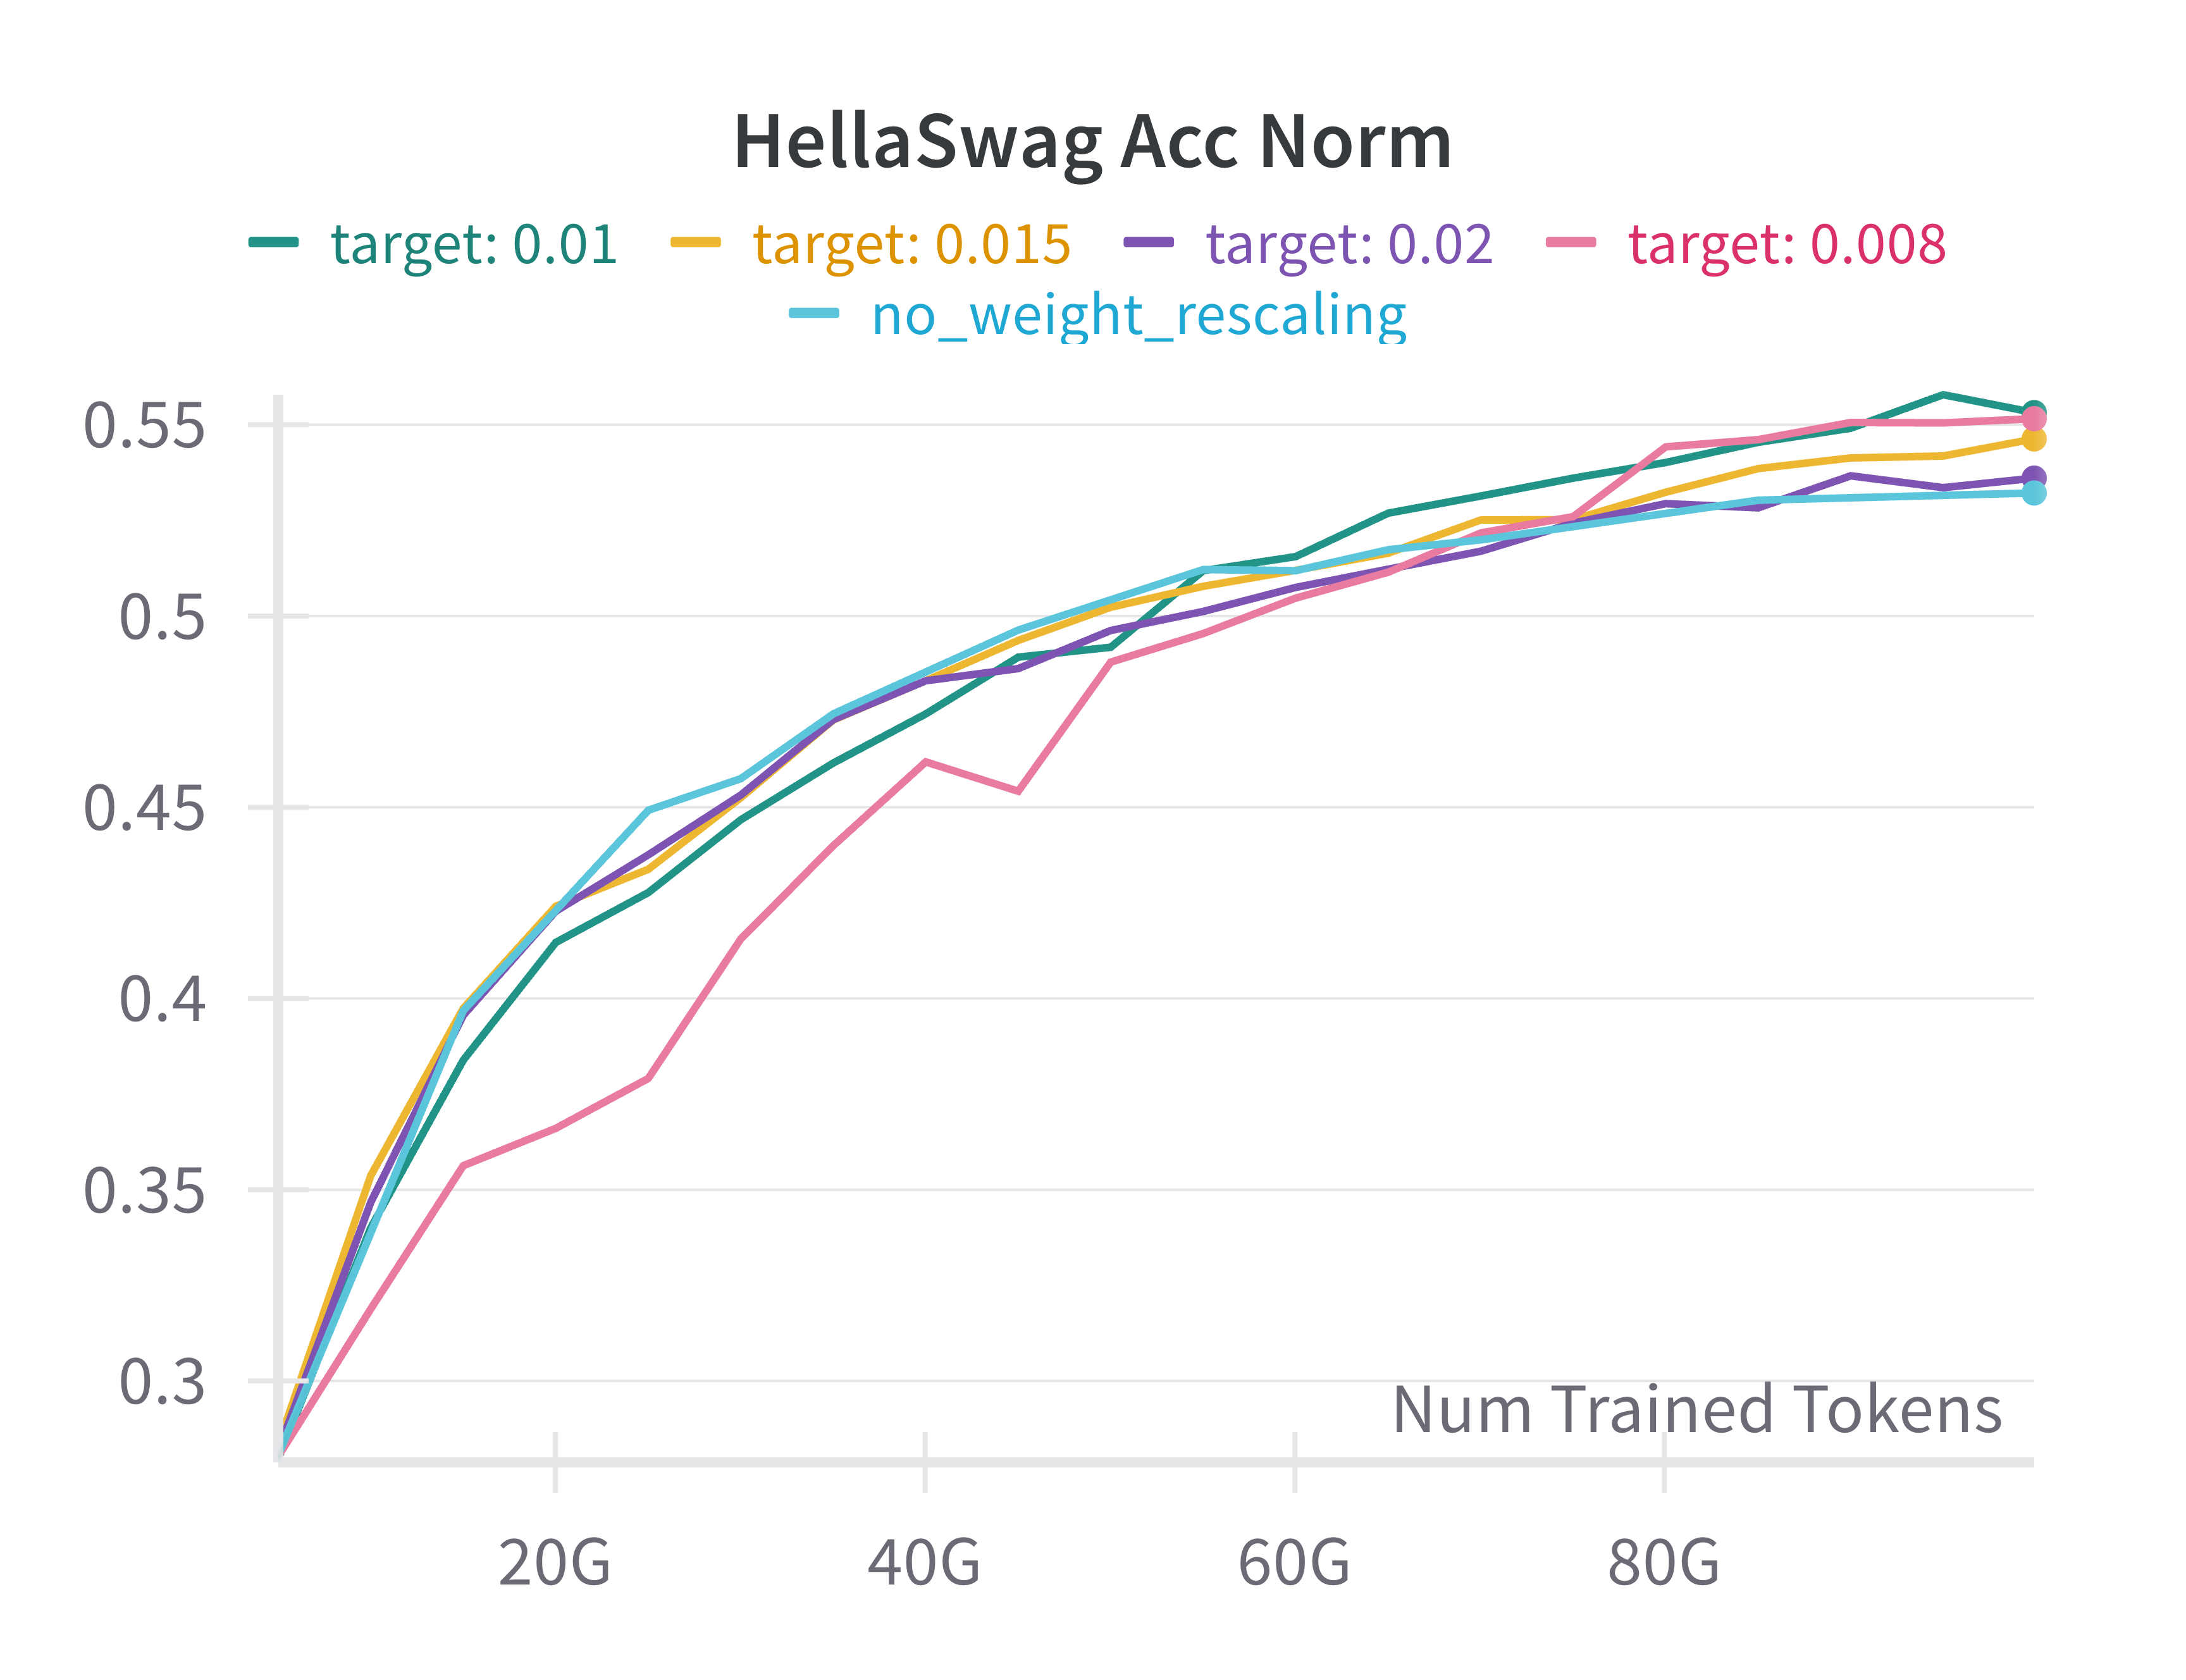 HellaSwag Acc Norm
target: 0.01 target: 0.015 target: 0.02 target: 0.008
no_weight_rescaling
0.55
0.5
0.45
0.4
0.35
0.3
Num Trained Tokens
20G 40G 60G 80G